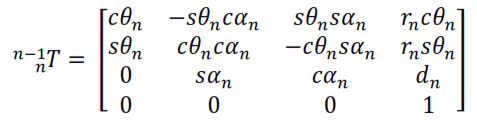 ⁿ⁻¹ₙT = [cθₙ −sθₙcαₙ sθₙsαₙ rₙcθₙ
sθₙ cθₙcαₙ −cθₙsαₙ rₙsθₙ
0 sαₙ cαₙ dₙ
0 0 0 1]